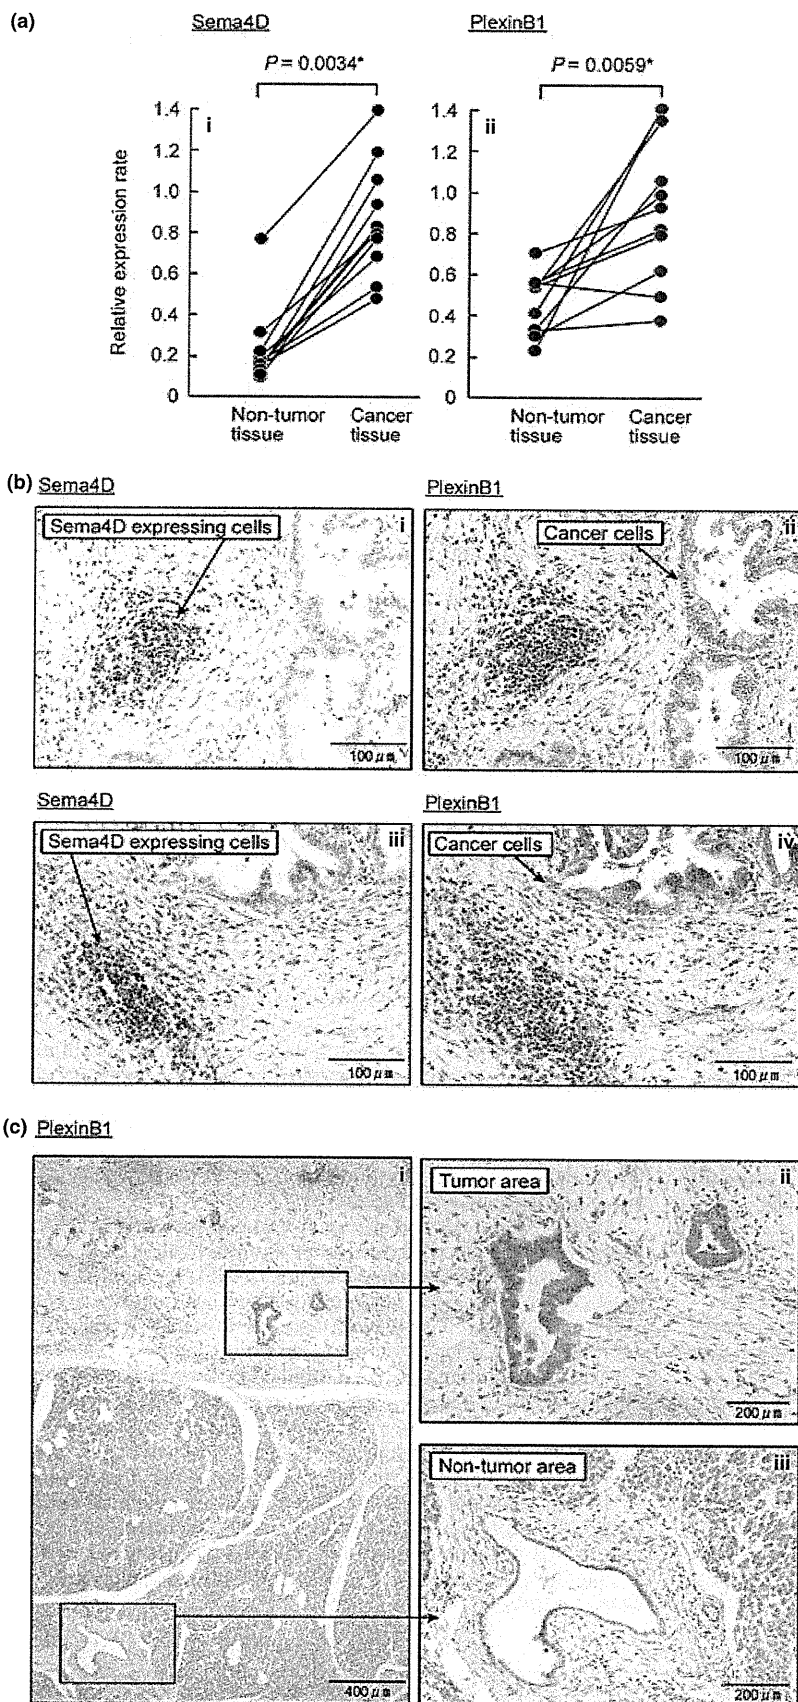 (a)
Sema4D
PlexinB1
P = 0.0034*
P = 0.0059*
Relative expression rate
1.4
1.2
1.0
0.8
0.6
0.4
0.2
0
i
Non-tumor tissue
Cancer tissue
1.4
1.2
1.0
0.8
0.6
0.4
0.2
0
ii
Non-tumor tissue
Cancer tissue
(b)
Sema4D
PlexinB1
Sema4D expressing cells
i
100 μm
Cancer cells
ii
100 μm
Sema4D
PlexinB1
Sema4D expressing cells
iii
100 μm
Cancer cells
iv
100 μm
(c)
PlexinB1
i
400 μm
Tumor area
ii
200 μm
Non-tumor area
iii
200 μm